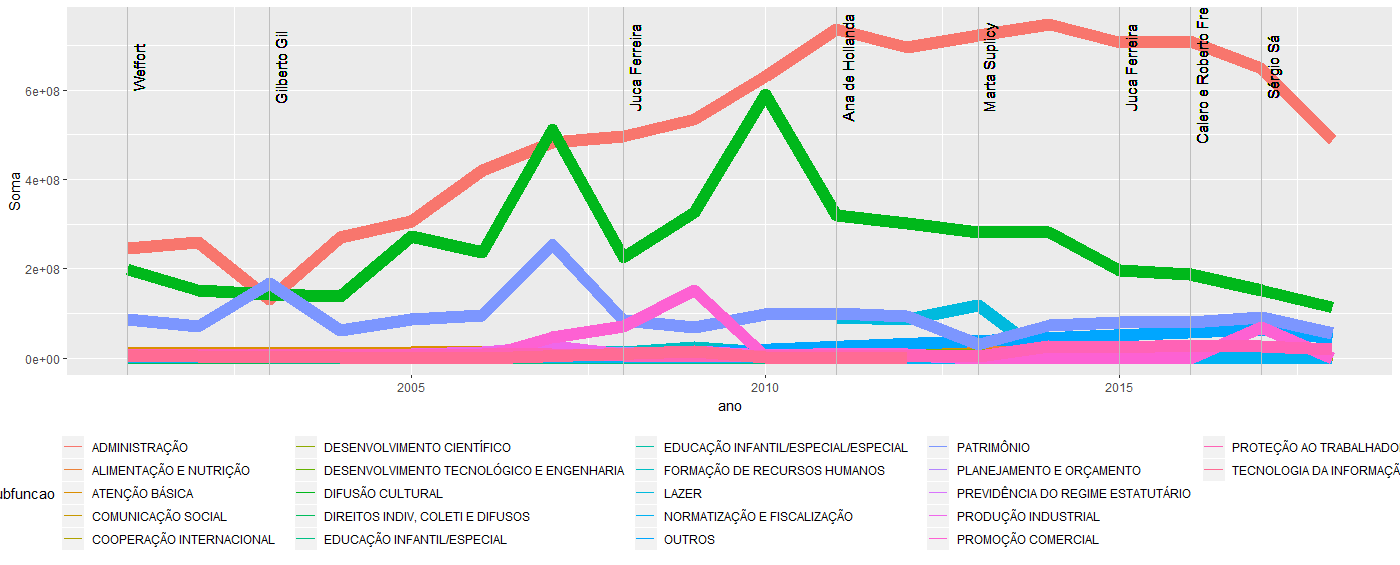 Weffort
Gilberto Gil
Juca Ferreira
Ana de Hollanda
Marta Suplicy
Juca Ferreira
Calero e Roberto Fre
Sérgio Sá
Soma
6e+08
4e+08
2e+08
0e+00
2005
2010
2015
ano
ubfuncao
ADMINISTRAÇÃO
ALIMENTAÇÃO E NUTRIÇÃO
ATENÇÃO BÁSICA
COMUNICAÇÃO SOCIAL
COOPERAÇÃO INTERNACIONAL
DESENVOLVIMENTO CIENTÍFICO
DESENVOLVIMENTO TECNOLÓGICO E ENGENHARIA
DIFUSÃO CULTURAL
DIREITOS INDIV, COLETI E DIFUSOS
EDUCAÇÃO INFANTIL/ESPECIAL
EDUCAÇÃO INFANTIL/ESPECIAL/ESPECIAL
FORMAÇÃO DE RECURSOS HUMANOS
LAZER
NORMATIZAÇÃO E FISCALIZAÇÃO
OUTROS
PATRIMÔNIO
PLANEJAMENTO E ORÇAMENTO
PREVIDÊNCIA DO REGIME ESTATUTÁRIO
PRODUÇÃO INDUSTRIAL
PROMOÇÃO COMERCIAL
PROTEÇÃO AO TRABALHADO
TECNOLOGIA DA INFORMAÇÃ